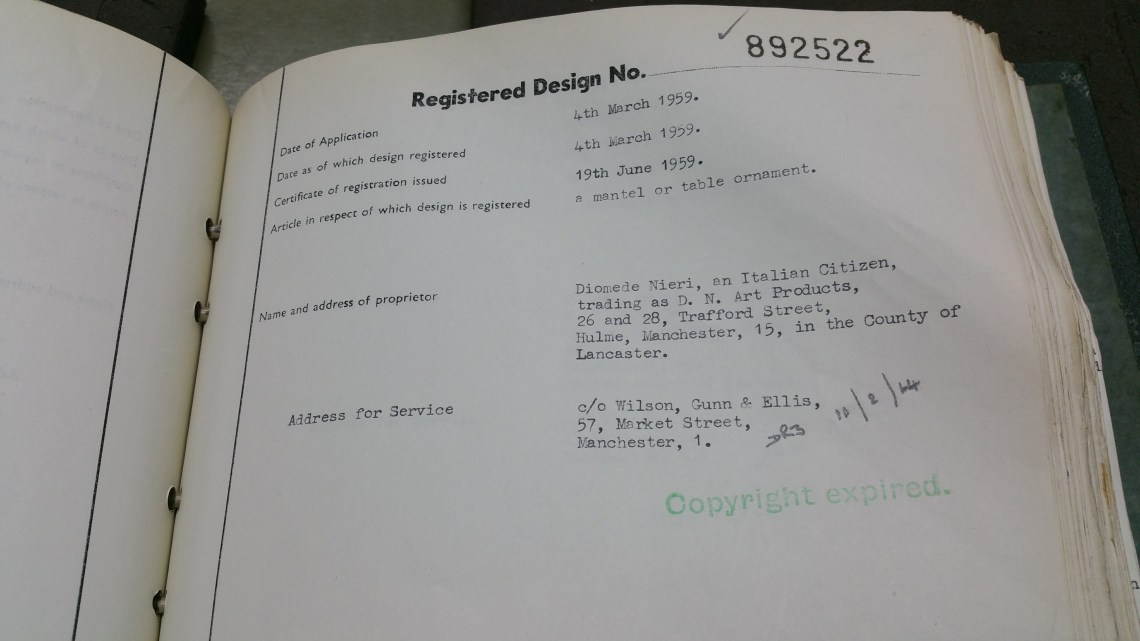 892522
Registered Design No.
Date of Application 4th March 1959.
Date as of which design registered 4th March 1959.
Certificate of registration issued 19th June 1959.
Article in respect of which design is registered a mantel or table ornament.
Name and address of proprietor Diomede Nieri, an Italian Citizen,
trading as D. N. Art Products,
26 and 28, Trafford Street,
Hulme, Manchester, 15, in the County of
Lancaster.
Address for Service c/o Wilson, Gunn & Ellis,
57, Market Street,
Manchester, 1.
10/2/64
Copyright expired.